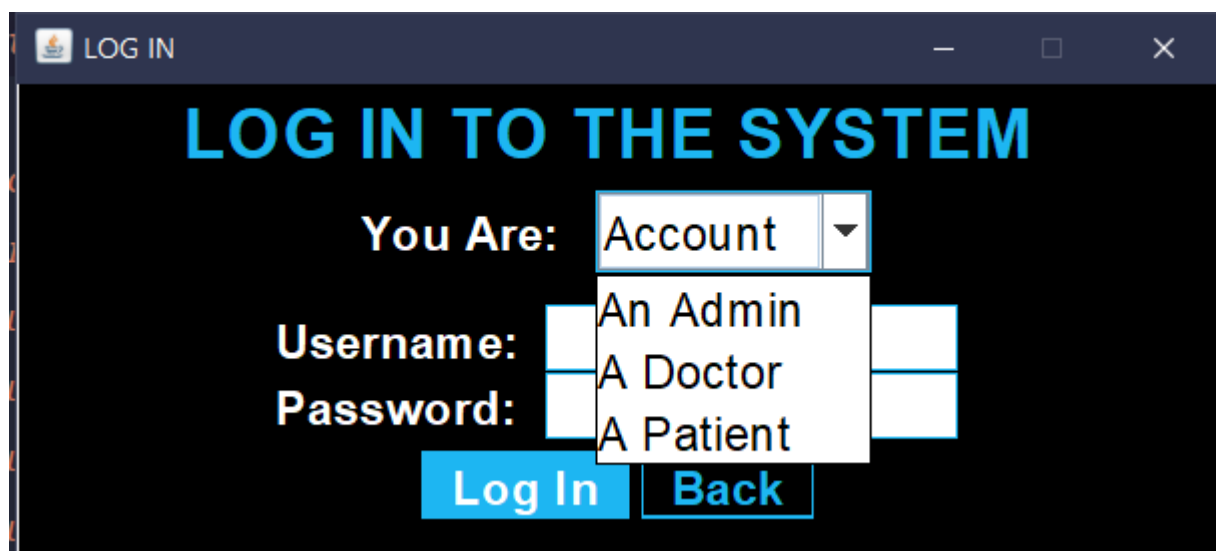 LOG IN
LOG IN TO THE SYSTEM
You Are: Account
An Admin
Username:
A Doctor
Password:
A Patient
Log In Back